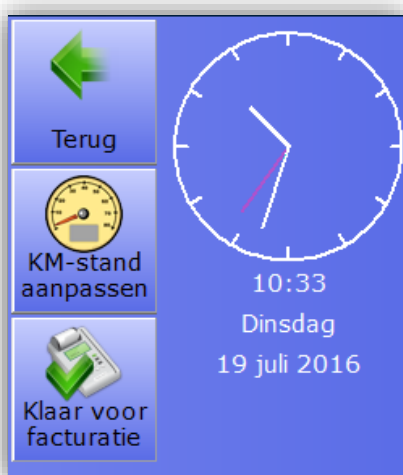 Terug
KM-stand
aanpassen
Klaar voor
facturatie
10:33
Dinsdag
19 juli 2016